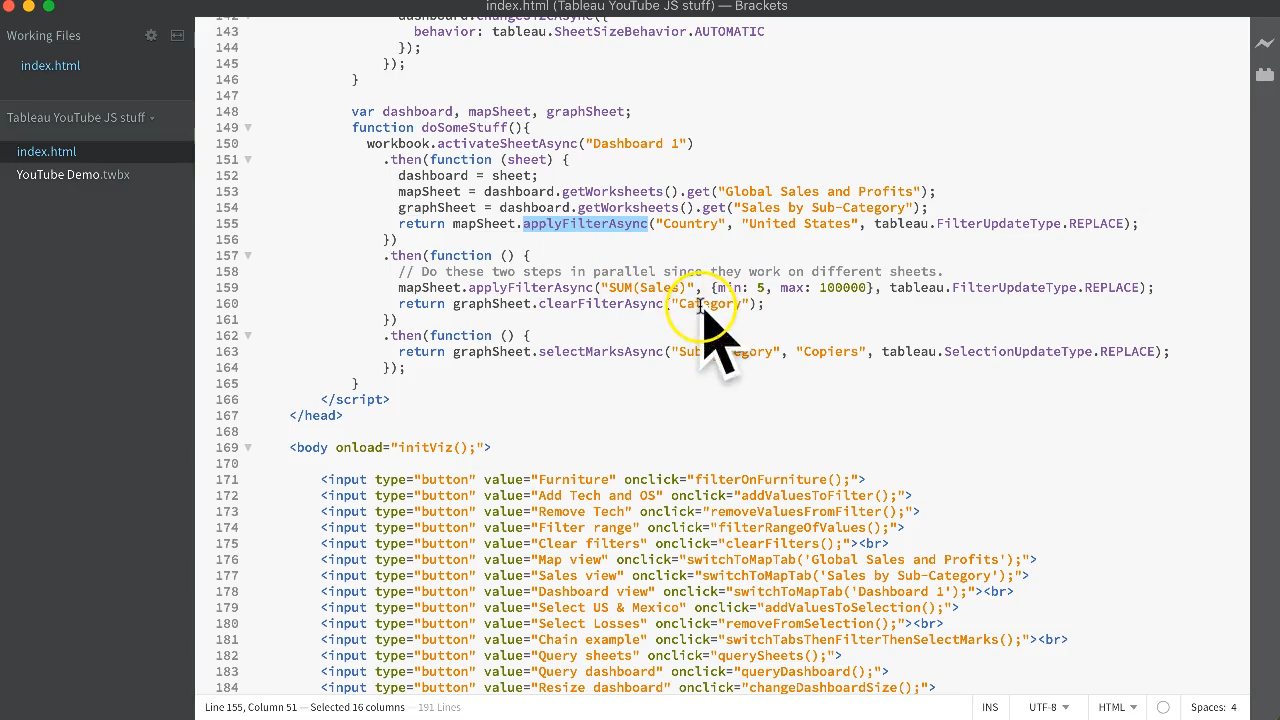 index.html (Tableau YouTube JS stuff) — Brackets
Working Files
index.html
Tableau YouTube JS stuff
index.html
YouTube Demo.twbx
142 dashboard.changeSizeAsync({
143 behavior: tableau.SheetSizeBehavior.AUTOMATIC
144 });
145 });
146 }
147
148 var dashboard, mapSheet, graphSheet;
149 function doSomeStuff(){
150 workbook.activateSheetAsync("Dashboard 1")
151 .then(function (sheet) {
152 dashboard = sheet;
153 mapSheet = dashboard.getWorksheets().get("Global Sales and Profits");
154 graphSheet = dashboard.getWorksheets().get("Sales by Sub-Category");
155 return mapSheet.applyFilterAsync("Country", "United States", tableau.FilterUpdateType.REPLACE);
156 })
157 .then(function () {
158 // Do these two steps in parallel since they work on different sheets.
159 mapSheet.applyFilterAsync("SUM(Sales)", {min: 5, max: 100000}, tableau.FilterUpdateType.REPLACE);
160 return graphSheet.clearFilterAsync("Category");
161 })
162 .then(function () {
163 return graphSheet.selectMarksAsync("Sub-Category", "Copiers", tableau.SelectionUpdateType.REPLACE);
164 });
165 }
166 </script>
167 </head>
168
169 <body onload="initViz();">
170
171 <input type="button" value="Furniture" onclick="filterOnFurniture();">
172 <input type="button" value="Add Tech and OS" onclick="addValuesToFilter();">
173 <input type="button" value="Remove Tech" onclick="removeValuesFromFilter();">
174 <input type="button" value="Filter range" onclick="filterRangeOfValues();">
175 <input type="button" value="Clear filters" onclick="clearFilters();"><br>
176 <input type="button" value="Map view" onclick="switchToMapTab('Global Sales and Profits');">
177 <input type="button" value="Sales view" onclick="switchToMapTab('Sales by Sub-Category');">
178 <input type="button" value="Dashboard view" onclick="switchToMapTab('Dashboard 1');"><br>
179 <input type="button" value="Select US & Mexico" onclick="addValuesToSelection();">
180 <input type="button" value="Select Losses" onclick="removeFromSelection();"><br>
181 <input type="button" value="Chain example" onclick="switchTabsThenFilterThenSelectMarks();"><br>
182 <input type="button" value="Query sheets" onclick="querySheets();">
183 <input type="button" value="Query dashboard" onclick="queryDashboard();">
184 <input type="button" value="Resize dashboard" onclick="changeDashboardSize();">
Line 155, Column 51 — Selected 16 columns — 191 Lines INS UTF-8 HTML Spaces: 4